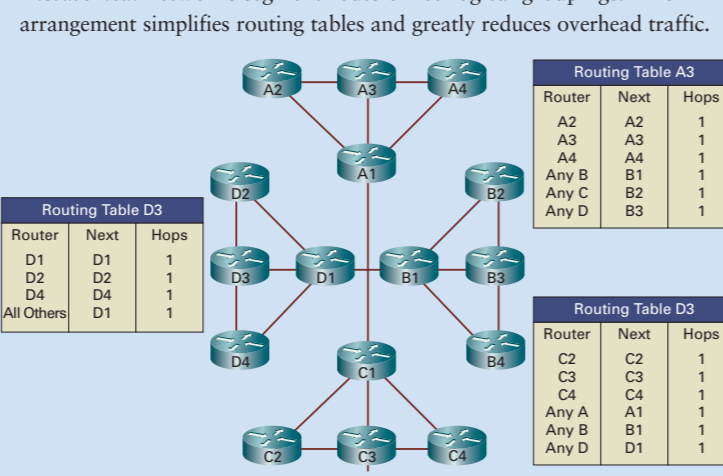 arrangement simplifies routing tables and greatly reduces overhead traffic.
A2
A3
A4
A1
Routing Table A3
Router Next Hops
A2 A2 1
A3 A3 1
A4 A4 1
Any B B1 1
Any C B2 1
Any D B3 1
D2
D3
D1
D4
B2
B1
B3
B4
Routing Table D3
Router Next Hops
D1 D1 1
D2 D2 1
D4 D4 1
All Others D1 1
C1
C2
C3
C4
Routing Table D3
Router Next Hops
C2 C2 1
C3 C3 1
C4 C4 1
Any A A1 1
Any B B1 1
Any D D1 1